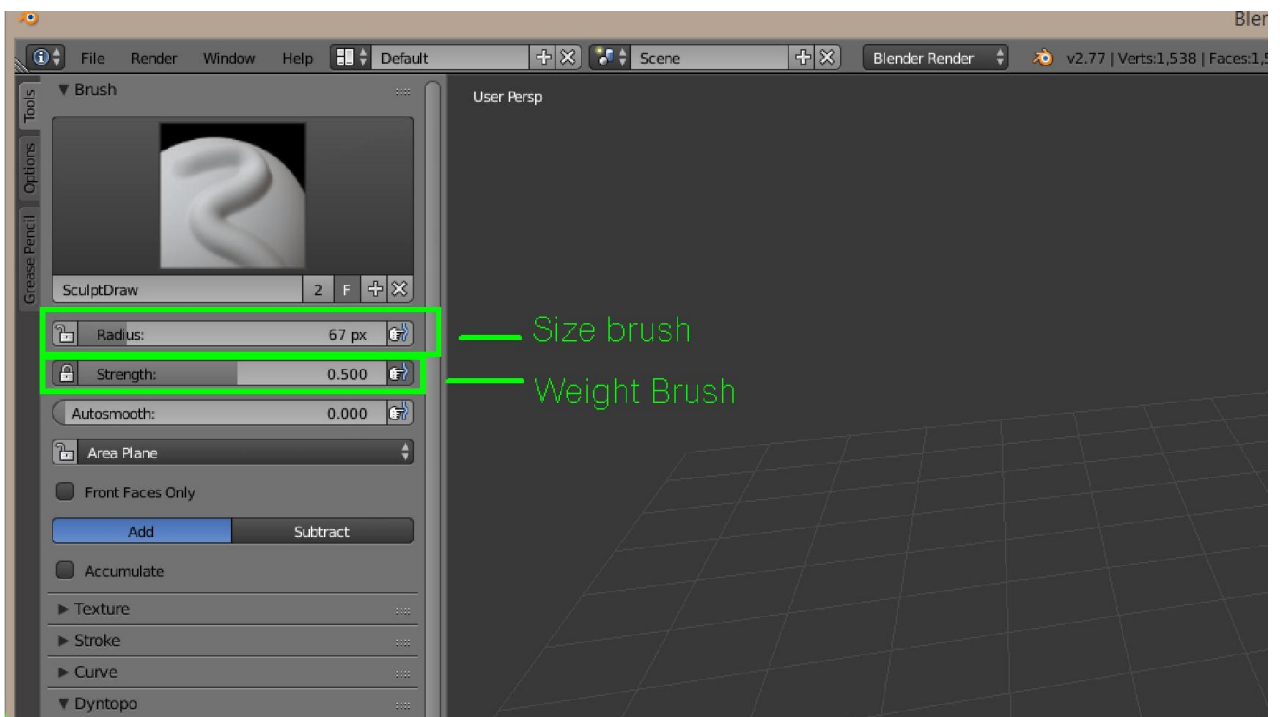 Blen
File Render Window Help Default Scene Blender Render v2.77 | Verts:1,538 | Faces:1,5
Tools
Options
Grease Pencil
Brush
User Persp
SculptDraw 2 F
Radius: 67 px
Size brush
Strength: 0.500
Weight Brush
Autosmooth: 0.000
Area Plane
Front Faces Only
Add Subtract
Accumulate
Texture
Stroke
Curve
Dyntopo